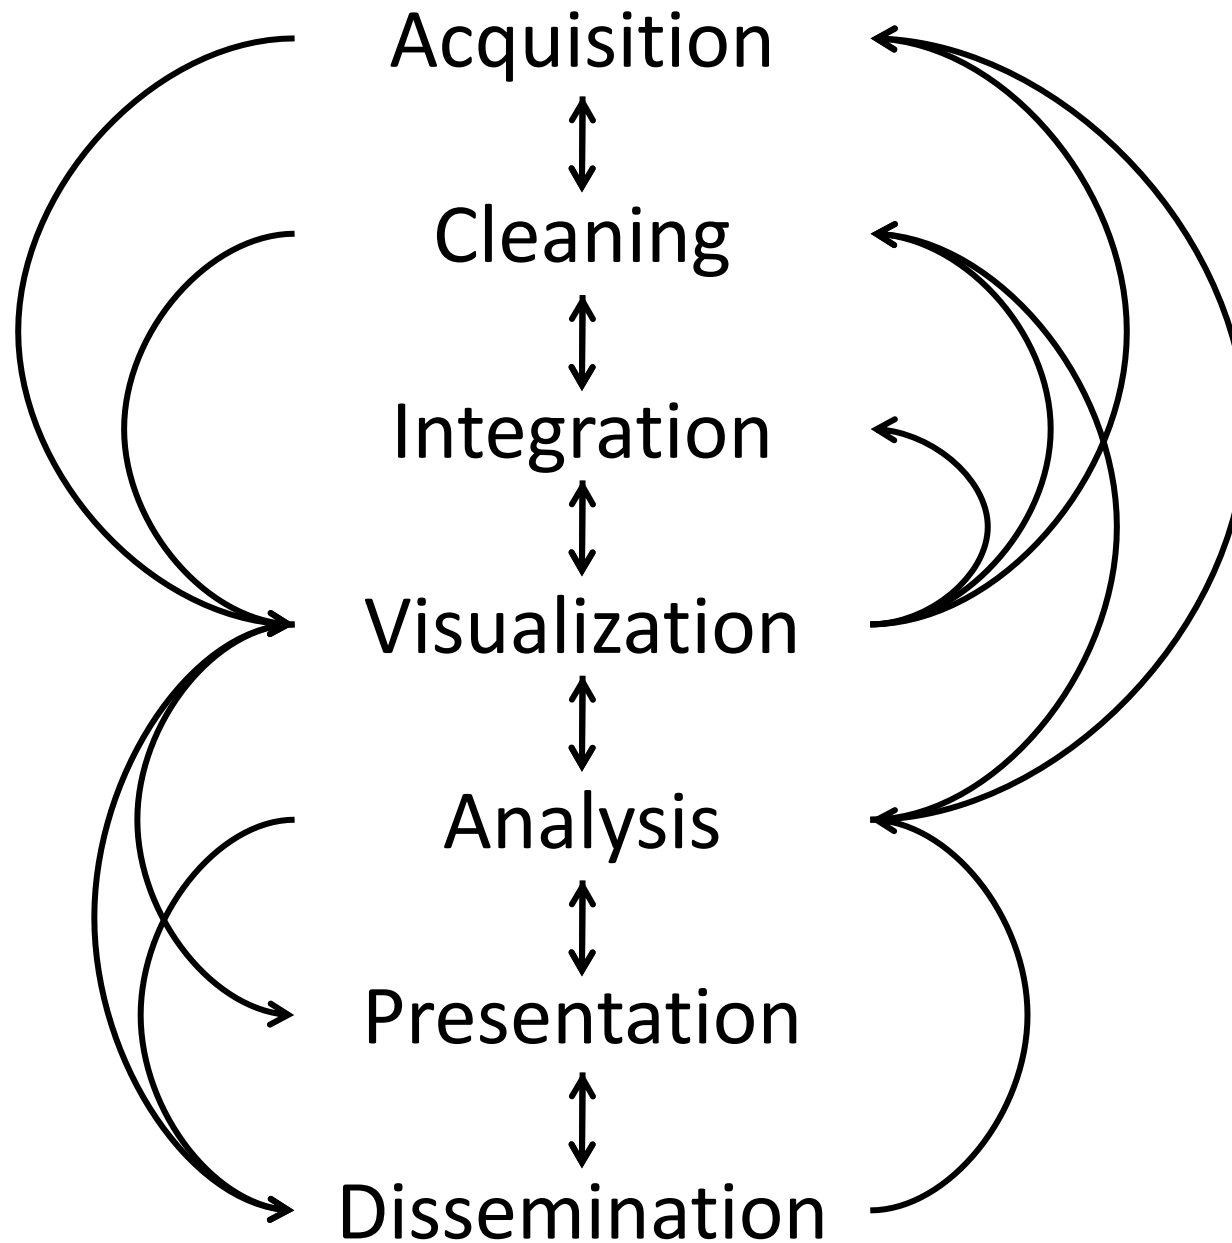 Acquisition
Cleaning
Integration
Visualization
Analysis
Presentation
Dissemination